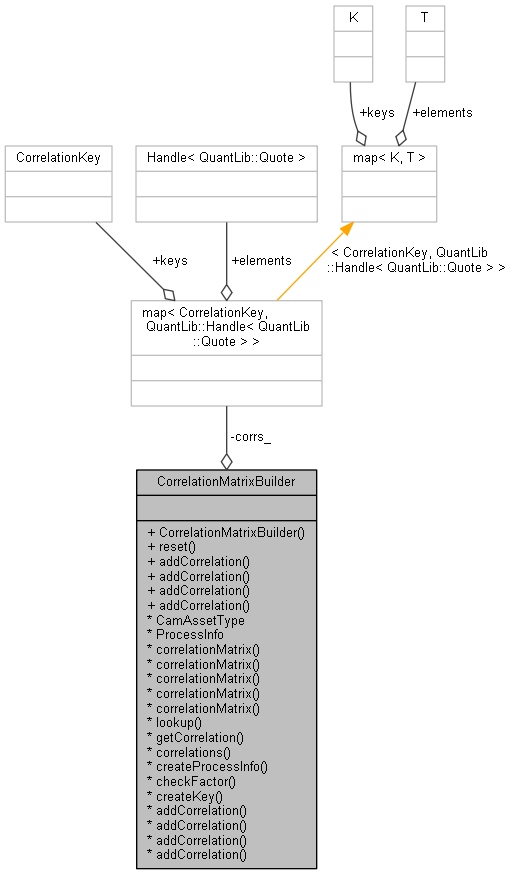 K
T
+keys
+elements
CorrelationKey
Handle< QuantLib::Quote >
map< K, T >
+keys
+elements
< CorrelationKey, QuantLib
::Handle< QuantLib::Quote > >
map< CorrelationKey,
QuantLib::Handle< QuantLib
::Quote > >
-corrs_
CorrelationMatrixBuilder
+ CorrelationMatrixBuilder()
+ reset()
+ addCorrelation()
+ addCorrelation()
+ addCorrelation()
+ addCorrelation()
* CamAssetType
* ProcessInfo
* correlationMatrix()
* correlationMatrix()
* correlationMatrix()
* correlationMatrix()
* correlationMatrix()
* lookup()
* getCorrelation()
* correlations()
* createProcessInfo()
* checkFactor()
* createKey()
* addCorrelation()
* addCorrelation()
* addCorrelation()
* addCorrelation()